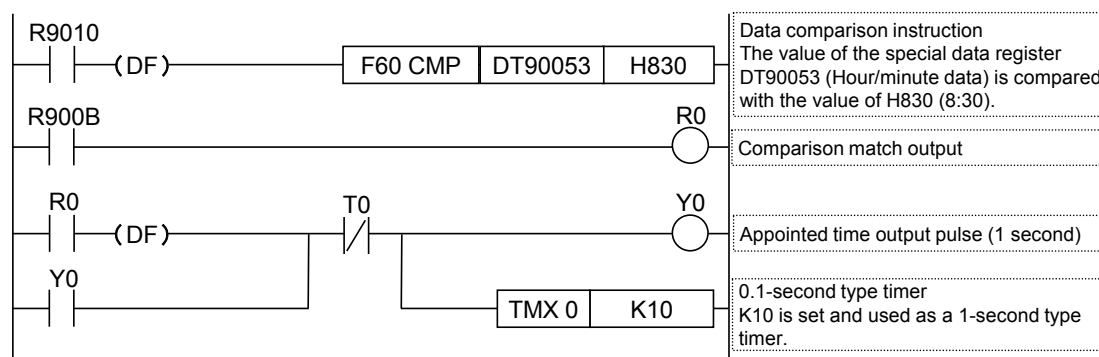 R9010
(DF)
F60 CMP DT90053 H830
Data comparison instruction
The value of the special data register
DT90053 (Hour/minute data) is compared
with the value of H830 (8:30).
R900B
R0
Comparison match output
R0
(DF)
T0
Y0
Appointed time output pulse (1 second)
Y0
TMX 0 K10
0.1-second type timer
K10 is set and used as a 1-second type
timer.